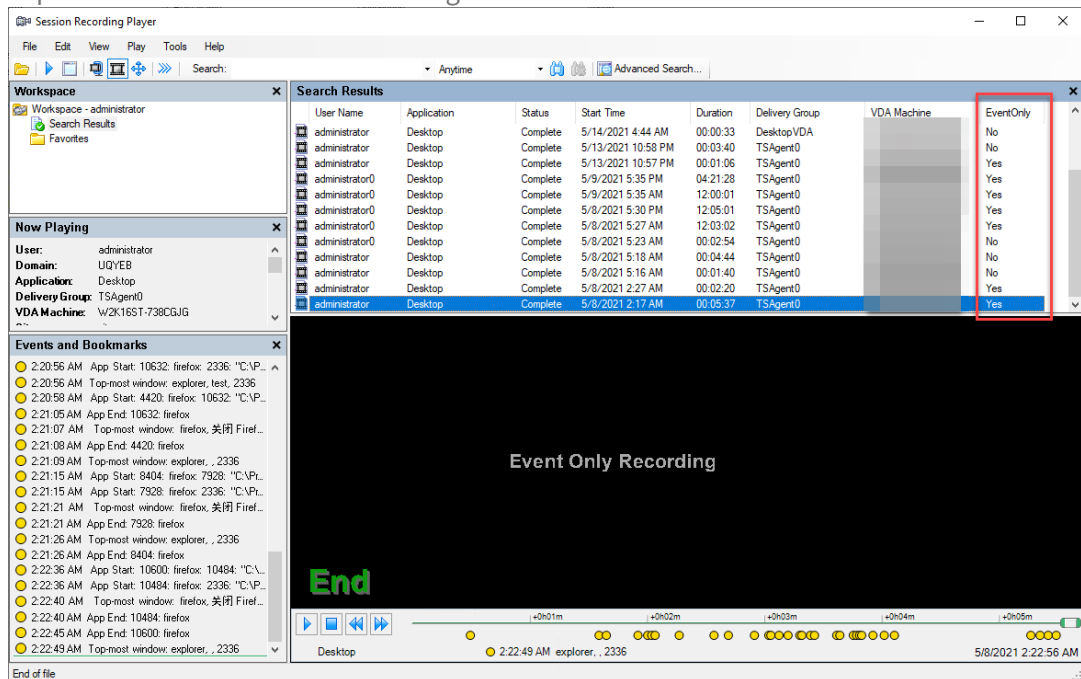 Session Recording Player
File Edit View Play Tools Help
Search: Anytime Advanced Search...
Workspace
Workspace - administrator
Search Results
Favorites
Search Results
User Name Application Status Start Time Duration Delivery Group VDA Machine EventOnly
administrator Desktop Complete 5/14/2021 4:44 AM 00:00:33 DesktopVDA No
administrator Desktop Complete 5/13/2021 10:58 PM 00:03:40 TSAgent0 No
administrator Desktop Complete 5/13/2021 10:57 PM 00:01:06 TSAgent0 Yes
administrator0 Desktop Complete 5/9/2021 5:35 PM 04:21:28 TSAgent0 Yes
administrator0 Desktop Complete 5/9/2021 5:35 AM 12:00:01 TSAgent0 Yes
administrator0 Desktop Complete 5/8/2021 5:30 PM 12:05:01 TSAgent0 Yes
administrator0 Desktop Complete 5/8/2021 5:27 AM 12:03:02 TSAgent0 Yes
administrator0 Desktop Complete 5/8/2021 5:23 AM 00:02:54 TSAgent0 No
administrator Desktop Complete 5/8/2021 5:18 AM 00:04:44 TSAgent0 No
administrator Desktop Complete 5/8/2021 5:16 AM 00:01:40 TSAgent0 No
administrator Desktop Complete 5/8/2021 2:27 AM 00:02:20 TSAgent0 Yes
administrator Desktop Complete 5/8/2021 2:17 AM 00:05:37 TSAgent0 Yes
Now Playing
User: administrator
Domain: UQYEB
Application: Desktop
Delivery Group: TSAgent0
VDA Machine: W2K16ST-738CGJG
Events and Bookmarks
2:20:56 AM App Start: 10632: firefox: 2336: "C:\P...
2:20:56 AM Top-most window: explorer, test, 2336
2:20:58 AM App Start: 4420: firefox: 10632: "C:\P...
2:21:05 AM App End: 10632: firefox
2:21:07 AM Top-most window: firefox, 关闭 Firef...
2:21:08 AM App End: 4420: firefox
2:21:09 AM Top-most window: explorer, , 2336
2:21:15 AM App Start: 8404: firefox: 7928: "C:\Pr...
2:21:15 AM App Start: 7928: firefox: 2336: "C:\Pr...
2:21:21 AM Top-most window: firefox, 关闭 Firef...
2:21:21 AM App End: 7928: firefox
2:21:26 AM Top-most window: explorer, , 2336
2:21:26 AM App End: 8404: firefox
2:22:36 AM App Start: 10600: firefox: 10484: "C:\...
2:22:36 AM App Start: 10484: firefox: 2336: "C:\P...
2:22:40 AM Top-most window: firefox, 关闭 Firef...
2:22:40 AM App End: 10484: firefox
2:22:45 AM App End: 10600: firefox
2:22:49 AM Top-most window: explorer, , 2336
Event Only Recording
End
+0h01m +0h02m +0h03m +0h04m +0h05m
Desktop 2:22:49 AM explorer, , 2336 5/8/2021 2:22:56 AM
End of file